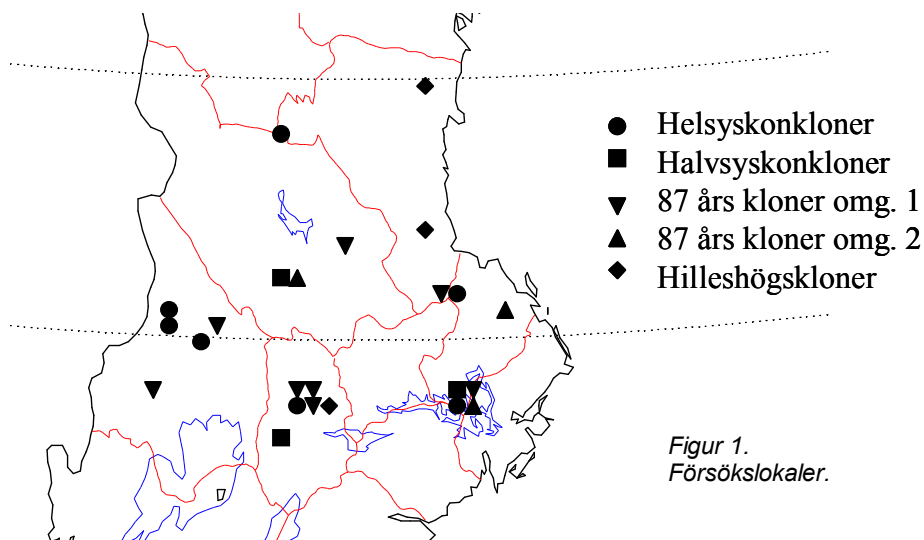 Helsyskonkloner
Halvsyskonkloner
87 års kloner omg. 1
87 års kloner omg. 2
Hilleshögskloner
Figur 1.
Försökslokaler.